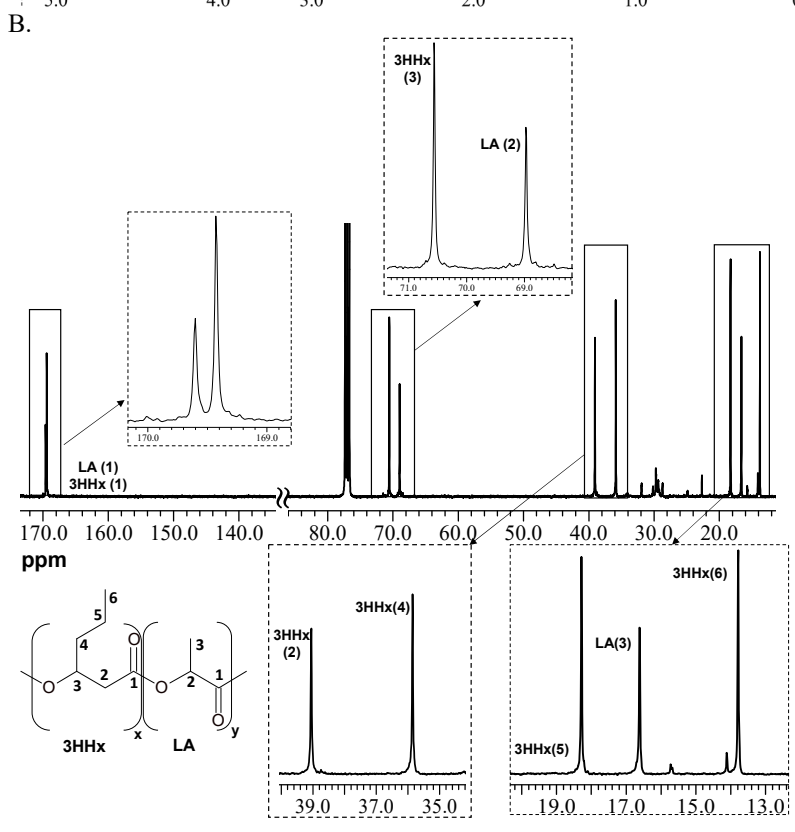 5.0 4.0 3.0 2.0 1.0
B.
3HHx
(3)
LA (2)
71.0 70.0 69.0
170.0 169.0
LA (1)
3HHx (1)
170.0 160.0 150.0 140.0 80.0 70.0 60.0 50.0 40.0 30.0 20.0
ppm
3HHx
(2)
3HHx(4)
39.0 37.0 35.0
3HHx(6)
LA(3)
3HHx(5)
19.0 17.0 15.0 13.0
6
5
4
O
3
O
3
2
1
O
2
1
O
x
y
3HHx
LA